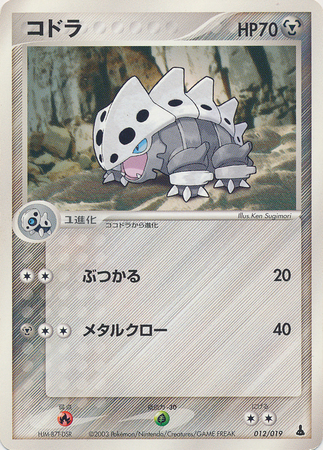 コドラ HP70
Illus. Ken Sugimori
1進化
ココドラから進化
ぶつかる 20
メタルクロー 40
弱点 抵抗力 -30 にげる
HJM-B7T-DSR ©2003 Pokémon/Nintendo/Creatures/GAME FREAK. 012/019